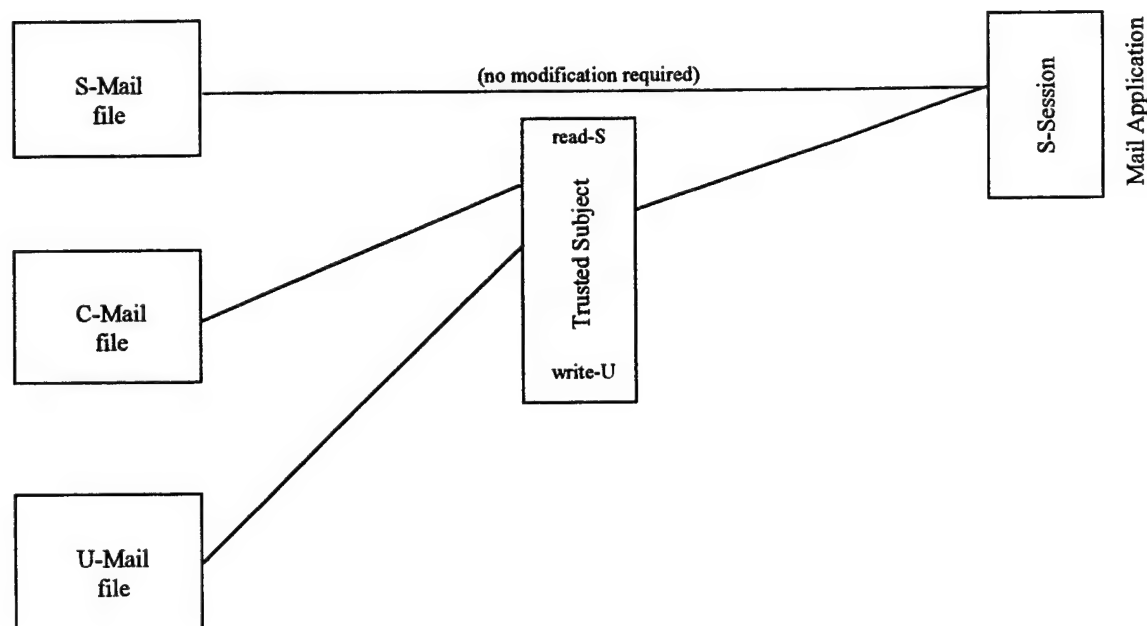 S-Mail
file
(no modification required)
S-Session
Mail Application
read-S
Trusted Subject
write-U
C-Mail
file
U-Mail
file